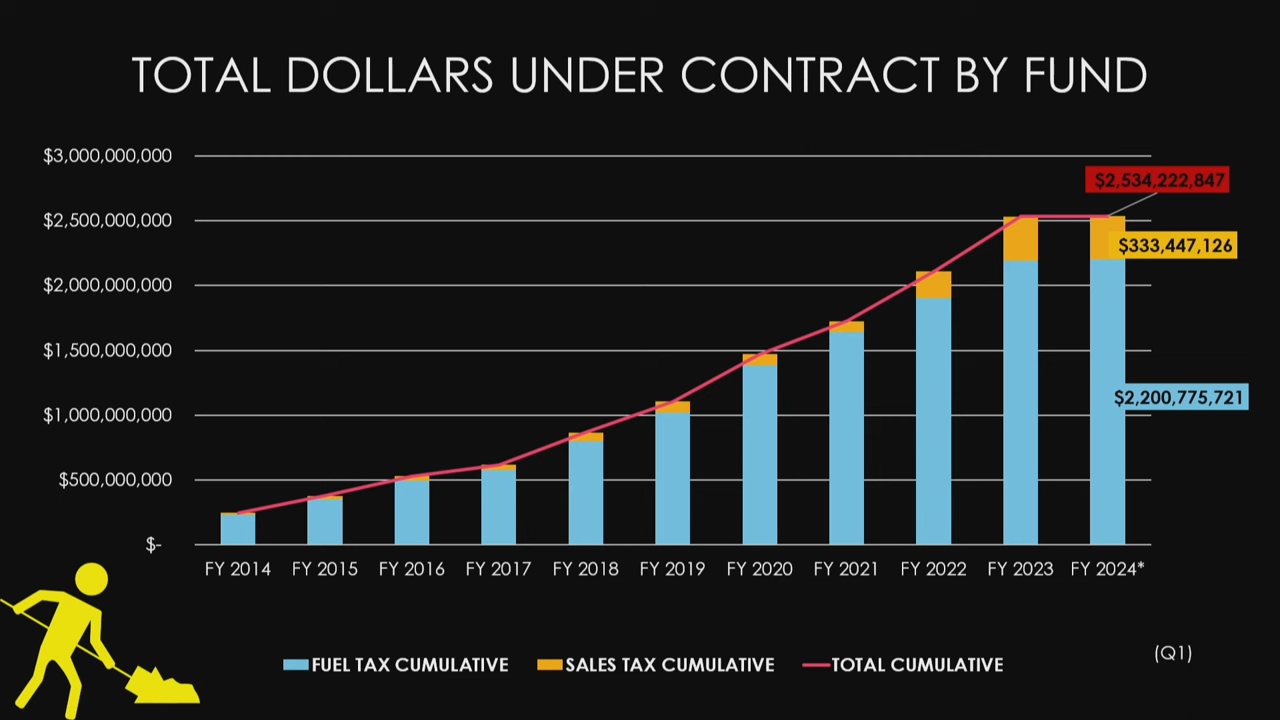 TOTAL DOLLARS UNDER CONTRACT BY FUND
$3,000,000,000
$2,534,222,847
$2,500,000,000
$333,447,126
$2,000,000,000
$1,500,000,000
$2,200,775,721
$1,000,000,000
$500,000,000
$-
FY 2014 FY 2015 FY 2016 FY 2017 FY 2018 FY 2019 FY 2020 FY 2021 FY 2022 FY 2023 FY 2024*
FUEL TAX CUMULATIVE SALES TAX CUMULATIVE TOTAL CUMULATIVE
(Q1)